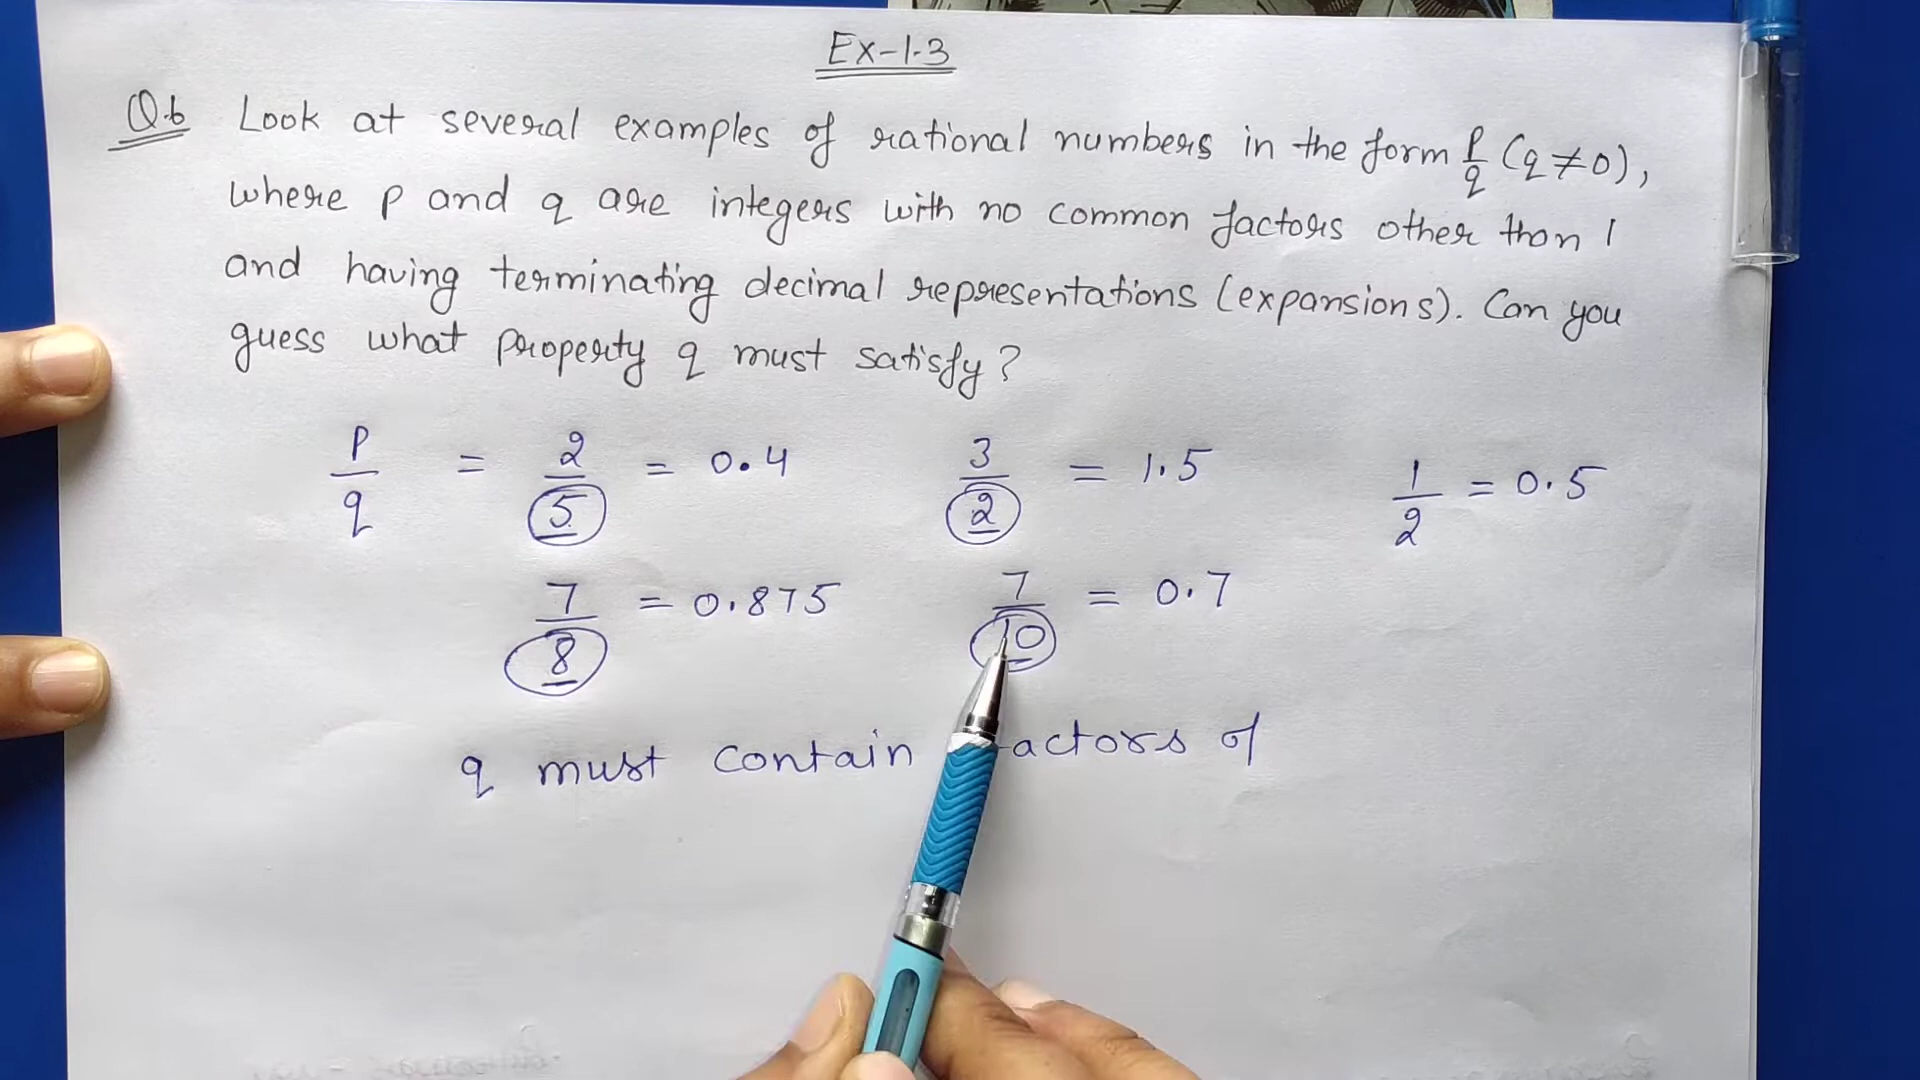 Ex-1.3
Q.6 Look at several examples of rational numbers in the form p/q (q≠0),
where p and q are integers with no common factors other than 1
and having terminating decimal representations (expansions). Can you
guess what property q must satisfy?
p/q = 2/5 = 0.4 3/2 = 1.5 1/2 = 0.5
7/8 = 0.875 7/10 = 0.7
q must contain actors of